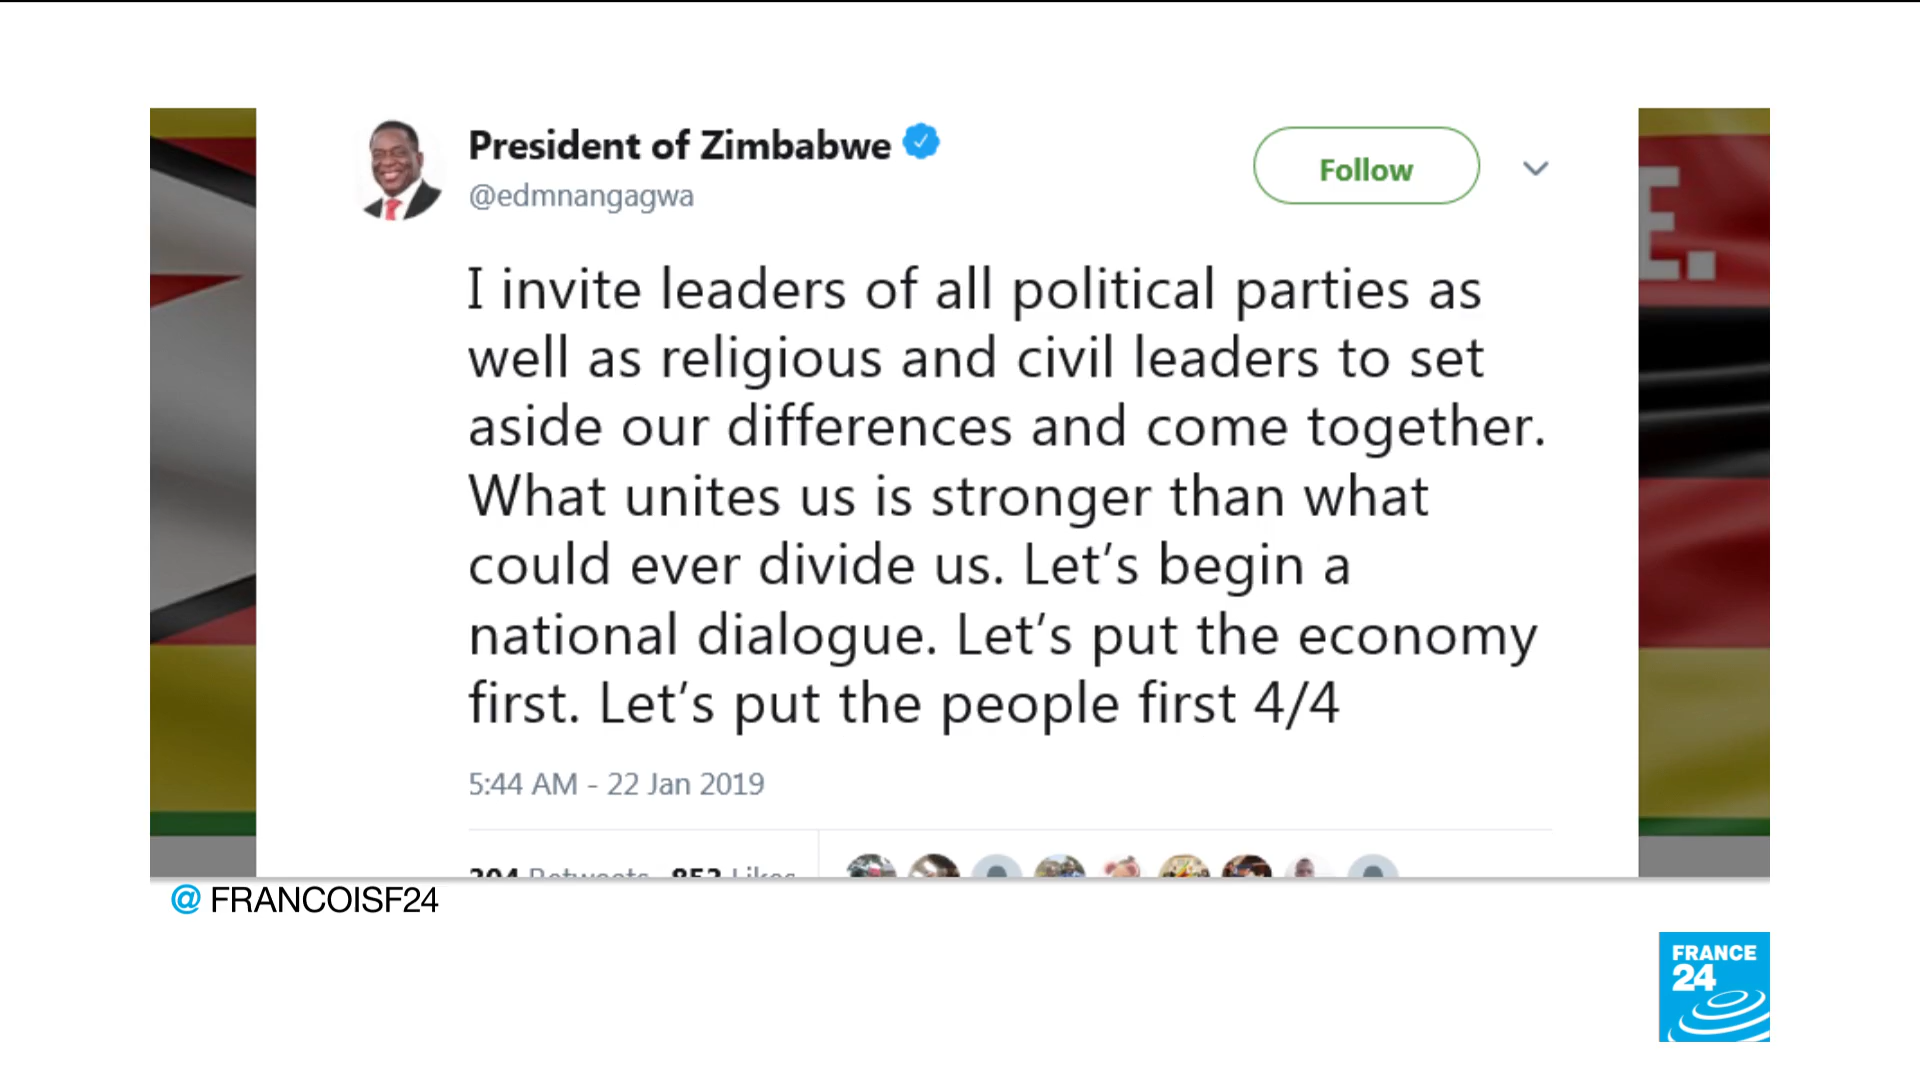 President of Zimbabwe
@edmnangagwa
Follow
I invite leaders of all political parties as
well as religious and civil leaders to set
aside our differences and come together.
What unites us is stronger than what
could ever divide us. Let's begin a
national dialogue. Let's put the economy
first. Let's put the people first 4/4
5:44 AM - 22 Jan 2019
Retweets Likes
E.
@ FRANCOISF24
FRANCE
24